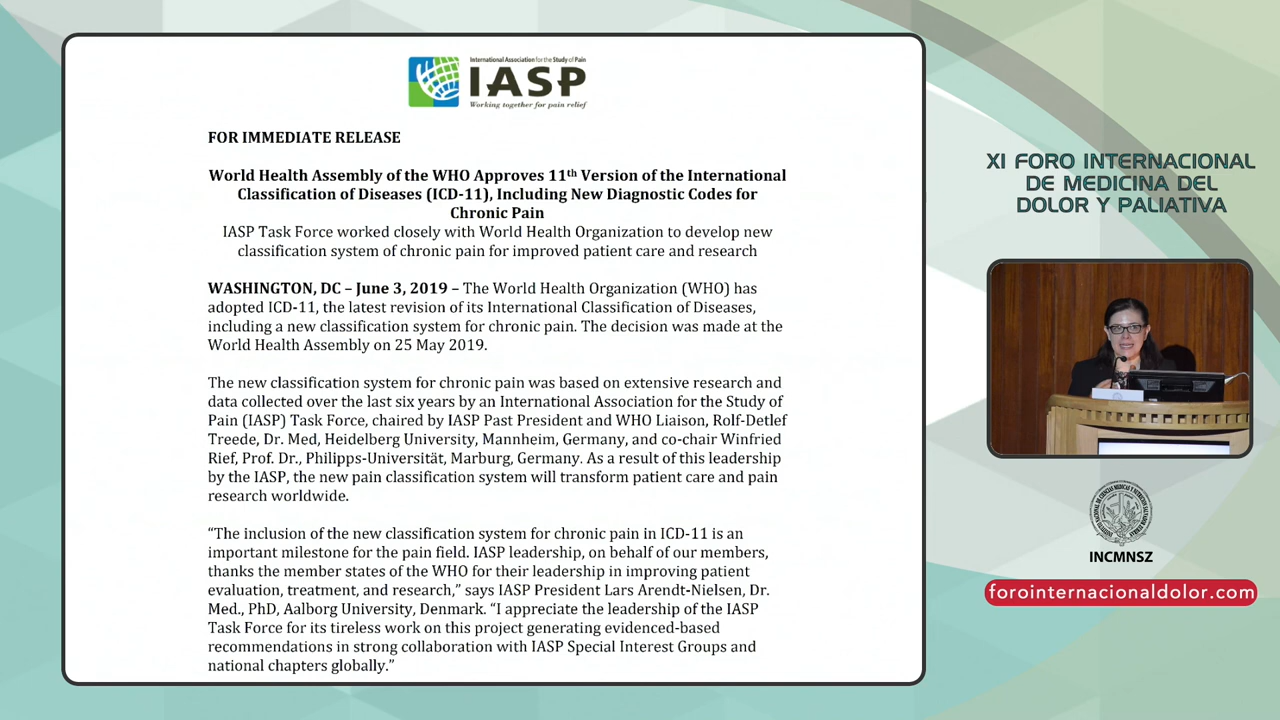 International Association for the Study of Pain
IASP
Working together for pain relief
FOR IMMEDIATE RELEASE
World Health Assembly of the WHO Approves 11th Version of the International
Classification of Diseases (ICD-11), Including New Diagnostic Codes for
Chronic Pain
IASP Task Force worked closely with World Health Organization to develop new
classification system of chronic pain for improved patient care and research
WASHINGTON, DC – June 3, 2019 – The World Health Organization (WHO) has
adopted ICD-11, the latest revision of its International Classification of Diseases,
including a new classification system for chronic pain. The decision was made at the
World Health Assembly on 25 May 2019.
The new classification system for chronic pain was based on extensive research and
data collected over the last six years by an International Association for the Study of
Pain (IASP) Task Force, chaired by IASP Past President and WHO Liaison, Rolf-Detlef
Treede, Dr. Med, Heidelberg University, Mannheim, Germany, and co-chair Winfried
Rief, Prof. Dr., Philipps-Universität, Marburg, Germany. As a result of this leadership
by the IASP, the new pain classification system will transform patient care and pain
research worldwide.
“The inclusion of the new classification system for chronic pain in ICD-11 is an
important milestone for the pain field. IASP leadership, on behalf of our members,
thanks the member states of the WHO for their leadership in improving patient
evaluation, treatment, and research,” says IASP President Lars Arendt-Nielsen, Dr.
Med., PhD, Aalborg University, Denmark. “I appreciate the leadership of the IASP
Task Force for its tireless work on this project generating evidenced-based
recommendations in strong collaboration with IASP Special Interest Groups and
national chapters globally.”
XI FORO INTERNACIONAL
DE MEDICINA DEL
DOLOR Y PALIATIVA
INCMNSZ
forointernacionaldolor.com